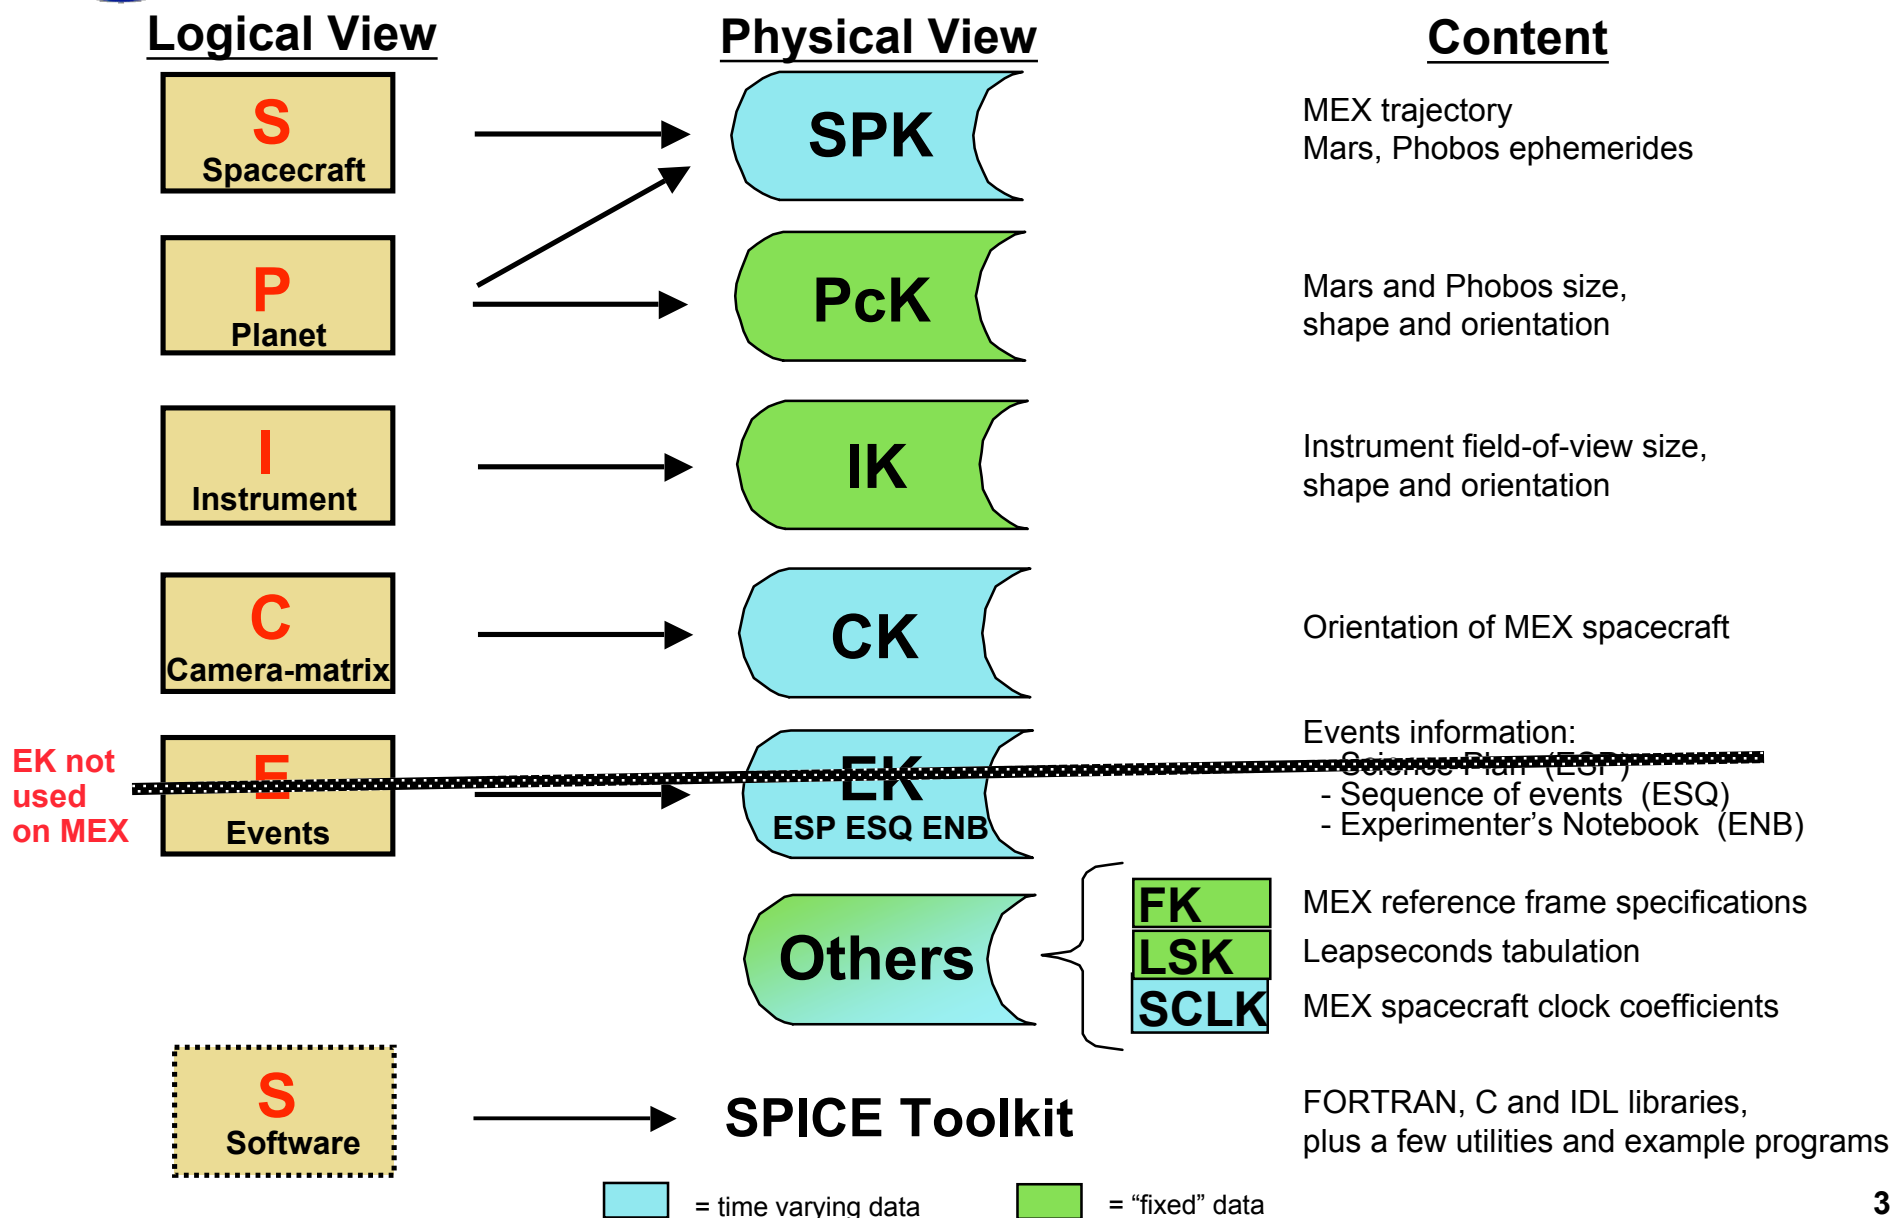 Logical View
Physical View
Content
S
Spacecraft
SPK
MEX trajectory
Mars, Phobos ephemerides
P
Planet
PcK
Mars and Phobos size,
shape and orientation
I
Instrument
IK
Instrument field-of-view size,
shape and orientation
C
Camera-matrix
CK
Orientation of MEX spacecraft
EK not
used
on MEX
E
Events
EK
ESP ESQ ENB
Events information:
- Science Plan (ESP)
- Sequence of events (ESQ)
- Experimenter's Notebook (ENB)
Others
FK
MEX reference frame specifications
LSK
Leapseconds tabulation
SCLK
MEX spacecraft clock coefficients
S
Software
SPICE Toolkit
FORTRAN, C and IDL libraries,
plus a few utilities and example programs
= time varying data
= “fixed” data
3